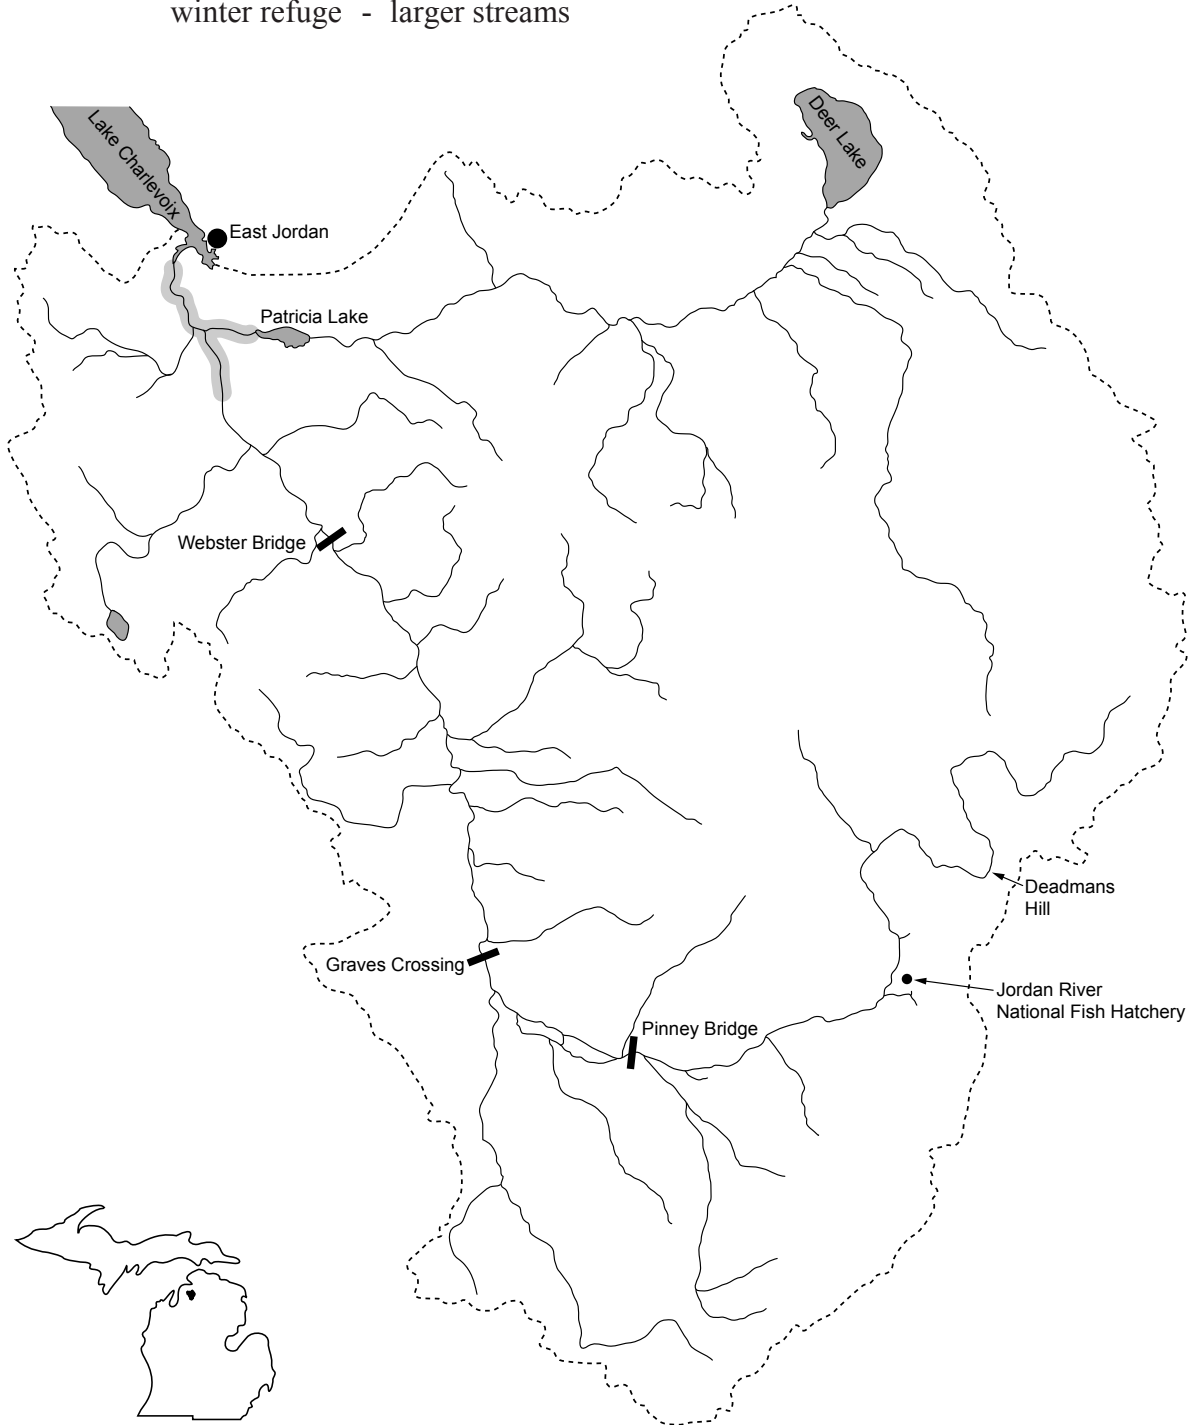 winter refuge - larger streams
Deer Lake
Lake Charlevoix
East Jordan
Patricia Lake
Webster Bridge
Deadmans
Hill
Graves Crossing
Jordan River
National Fish Hatchery
Pinney Bridge